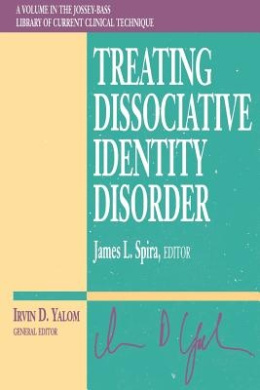 A VOLUME IN THE JOSSEY-BASS
LIBRARY OF CURRENT CLINICAL TECHNIQUE
TREATING
DISSOCIATIVE
IDENTITY
DISORDER
James L. Spira, EDITOR
IRVIN D. YALOM
GENERAL EDITOR